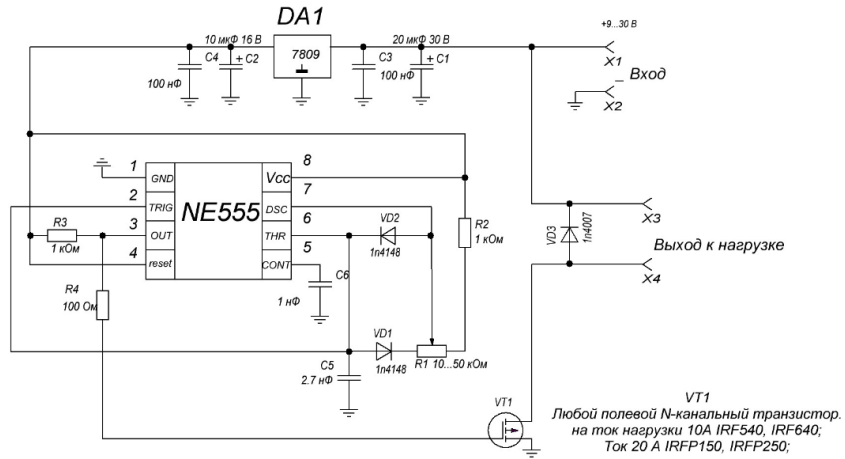 DA1
10 мкФ 16 В
7809
20 мкФ 30 В
+9...30 В
C4
+ C2
C3
+ C1
100 нФ
100 нФ
X1
– Вход
X2
1
GND
8
Vcc
2
TRIG
NE555
7
DSC
3
OUT
6
THR
4
reset
5
CONT
R3
1 кОм
R4
100 Ом
VD2
1n4148
R2
1 кОм
C6
1 нФ
VD3
1n4007
X3
Выход к нагрузке
X4
VD1
1n4148
R1 10...50 кОм
C5
2.7 нФ
VT1
VT1
Любой полевой N-канальный транзистор.
на ток нагрузки 10А IRF540, IRF640;
Ток 20 А IRFP150, IRFP250;